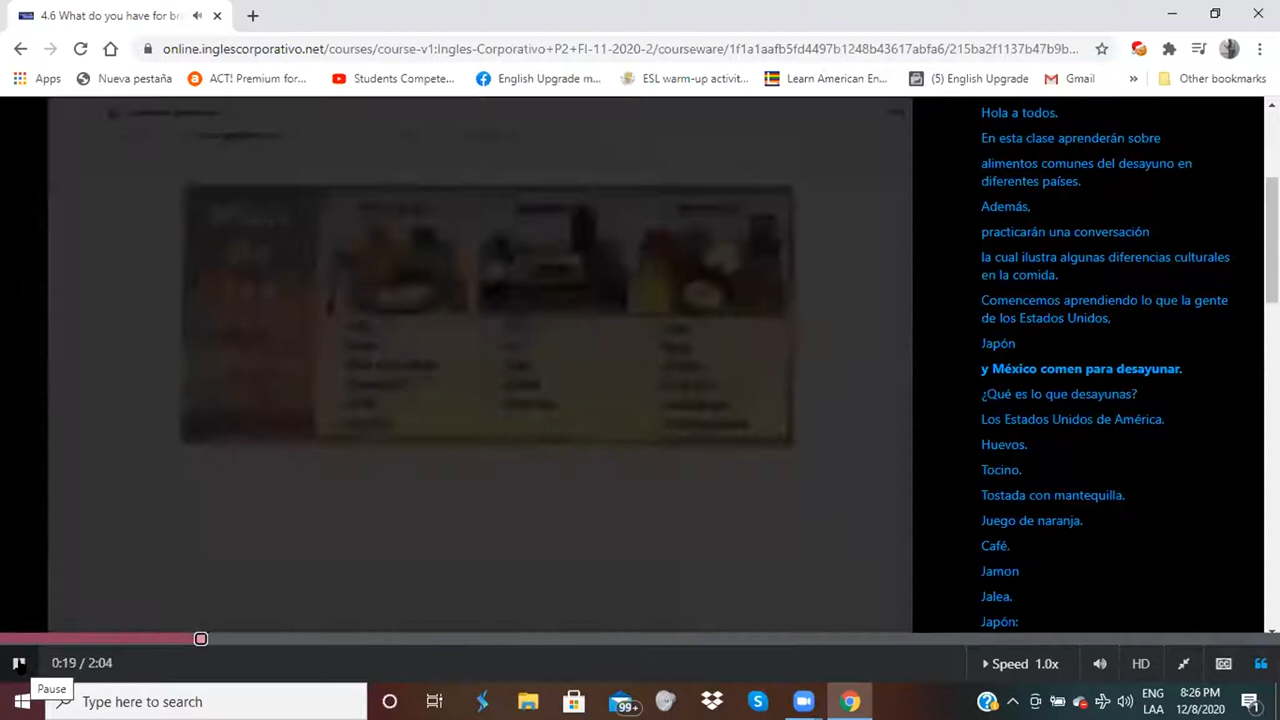 4.6 What do you have for br
online.inglescorporativo.net/courses/course-v1:Ingles-Corporativo+P2+FI-11-2020-2/courseware/1f1a1aafb5fd4497b1248b43617abfa6/215ba2f1137b47b9b...
Apps Nueva pestaña ACT! Premium for... Students Compete... English Upgrade m... ESL warm-up activit... Learn American En... (5) English Upgrade Gmail » Other bookmarks
Hola a todos.
En esta clase aprenderán sobre
alimentos comunes del desayuno en
diferentes países.
Además,
practicarán una conversación
la cual ilustra algunas diferencias culturales
en la comida.
Comencemos aprendiendo lo que la gente
de los Estados Unidos,
Japón
y México comen para desayunar.
¿Qué es lo que desayunas?
Los Estados Unidos de América.
Huevos.
Tocino.
Tostada con mantequilla.
Juego de naranja.
Café.
Jamon
Jalea.
Japón:
0:19 / 2:04
Speed 1.0x
HD
Pause
Type here to search
99+
ENG
LAA
8:26 PM
12/8/2020
1